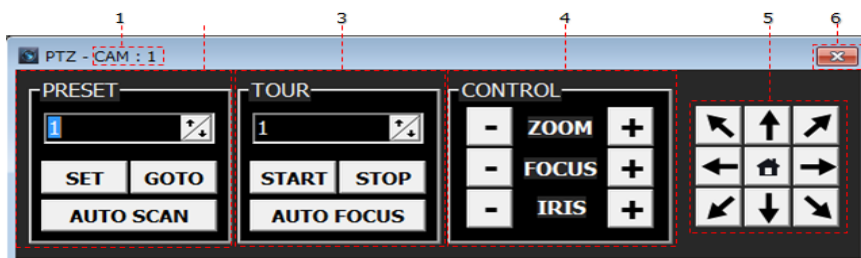 1 3 4 5 6
PTZ - CAM : 1
PRESET TOUR CONTROL
1 1 - ZOOM +
SET GOTO START STOP - FOCUS +
AUTO SCAN AUTO FOCUS - IRIS +